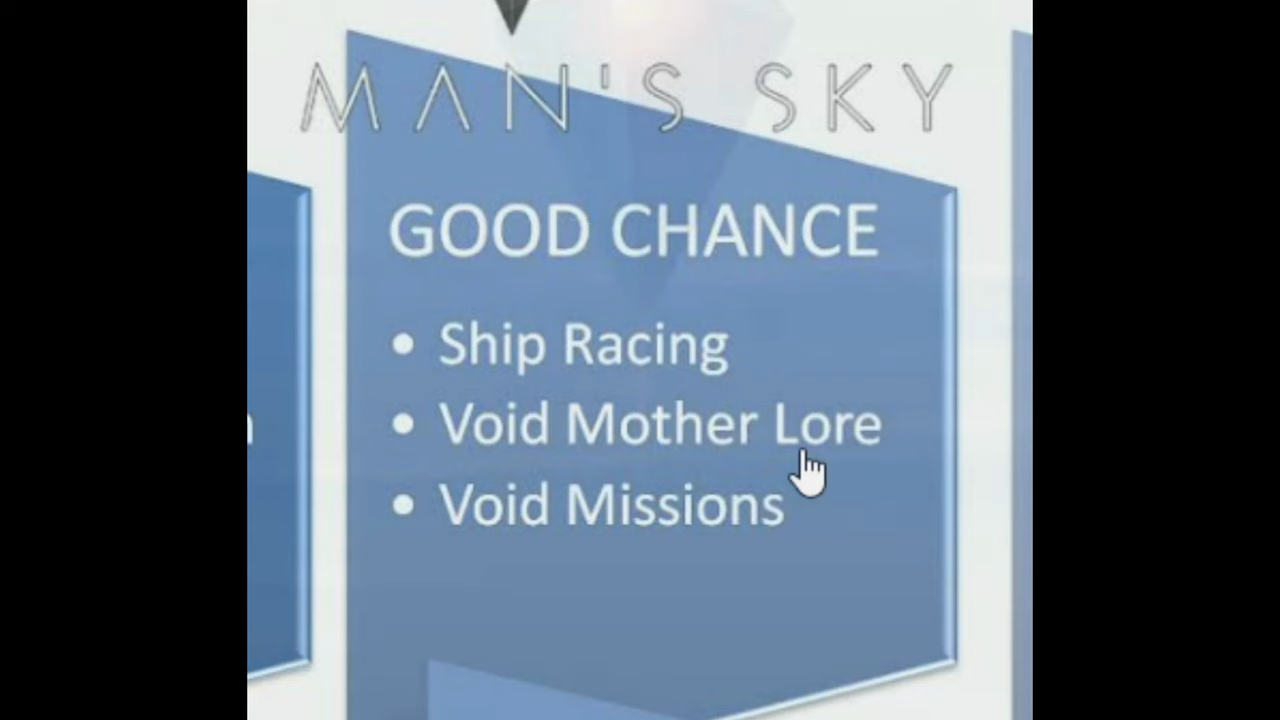 MAN'S SKY
GOOD CHANCE
• Ship Racing
• Void Mother Lore
• Void Missions